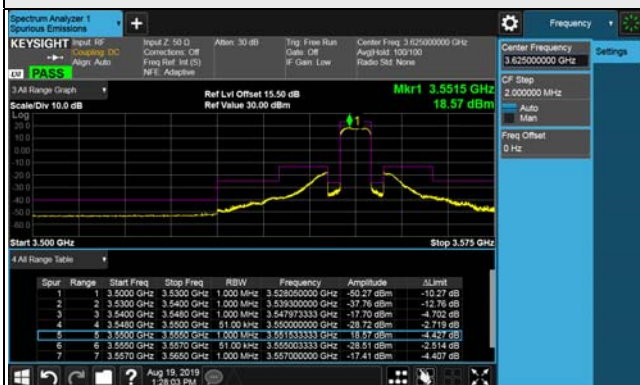 Spectrum Analyzer 1
Spurious Emissions
Frequency
KEYSIGHT Input: RF Input Z: 50 Ω Atten: 30 dB Trig: Free Run Center Freq: 3.625000000 GHz
Coupling: DC Corrections: Off Gate: Off Avg|Hold: 100/100
Align: Auto Freq Ref: Int (S) IF Gain: Low Radio Std: None
NFE: Adaptive
PASS
3 All Range Graph
Ref Lvl Offset 15.50 dB
Mkr1 3.5515 GHz
Scale/Div 10.0 dB
Ref Value 30.00 dBm
18.57 dBm
Log
20.0
10.0
0.00
-10.0
-20.0
-30.0
-40.0
-50.0
-60.0
1
Start 3.500 GHz
Stop 3.575 GHz
4 All Range Table
Spur Range Start Freq Stop Freq RBW Frequency Amplitude ΔLimit
1 1 3.5000 GHz 3.5300 GHz 1.000 MHz 3.528050000 GHz -50.27 dBm -10.27 dB
2 2 3.5300 GHz 3.5400 GHz 1.000 MHz 3.539300000 GHz -37.76 dBm -12.76 dB
3 3 3.5400 GHz 3.5480 GHz 1.000 MHz 3.547973333 GHz -17.70 dBm -4.702 dB
4 4 3.5480 GHz 3.5500 GHz 51.00 kHz 3.550000000 GHz -28.72 dBm -2.719 dB
5 5 3.5500 GHz 3.5550 GHz 1.000 MHz 3.551533333 GHz 18.57 dBm -4.427 dB
6 6 3.5550 GHz 3.5570 GHz 51.00 kHz 3.555003333 GHz -28.51 dBm -2.514 dB
7 7 3.5570 GHz 3.5650 GHz 1.000 MHz 3.557000000 GHz -17.41 dBm -4.407 dB
Aug 19, 2019
1:28:03 PM
Center Frequency
3.625000000 GHz
Settings
CF Step
2.000000 MHz
Auto
Man
Freq Offset
0 Hz